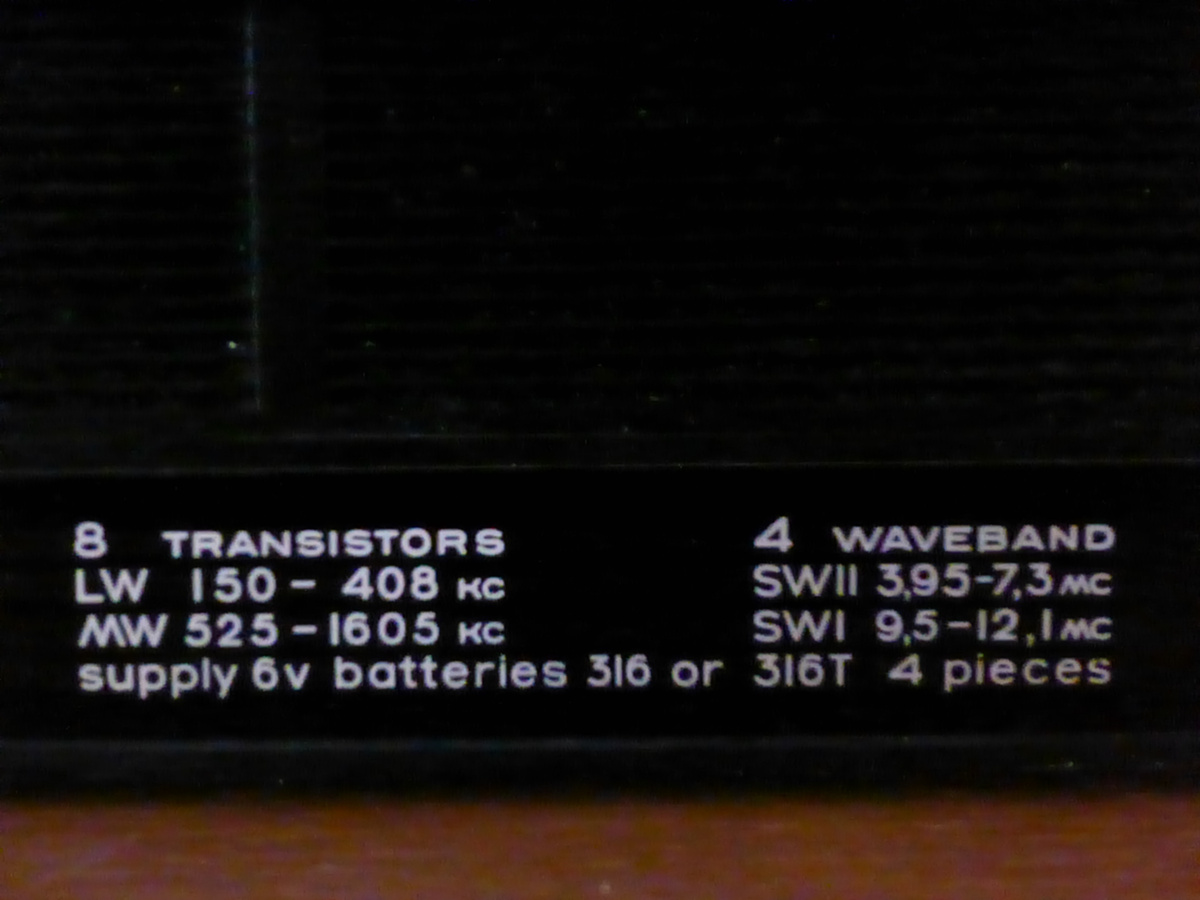 8 TRANSISTORS 4 WAVEBAND
LW 150 - 408 KC SWII 3,95-7,3 MC
MW 525 - 1605 KC SWI 9,5-12,1 MC
supply 6v batteries 316 or 316T 4 pieces